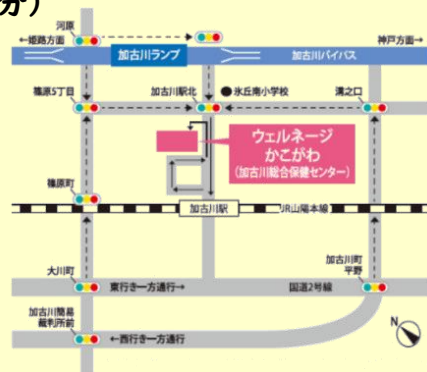 か）
河原
←姫路方面
加古川ランプ
加古川バイパス
神戸方面→
篠原5丁目
加古川駅北
氷丘南小学校
溝之口
ウェルネージ
かこがわ
(加古川総合保健センター)
篠原町
加古川駅
JR山陽本線
大川町
加古川町
平野
東行き一方通行→
国道2号線
加古川簡易
裁判所前
←西行き一方通行
N